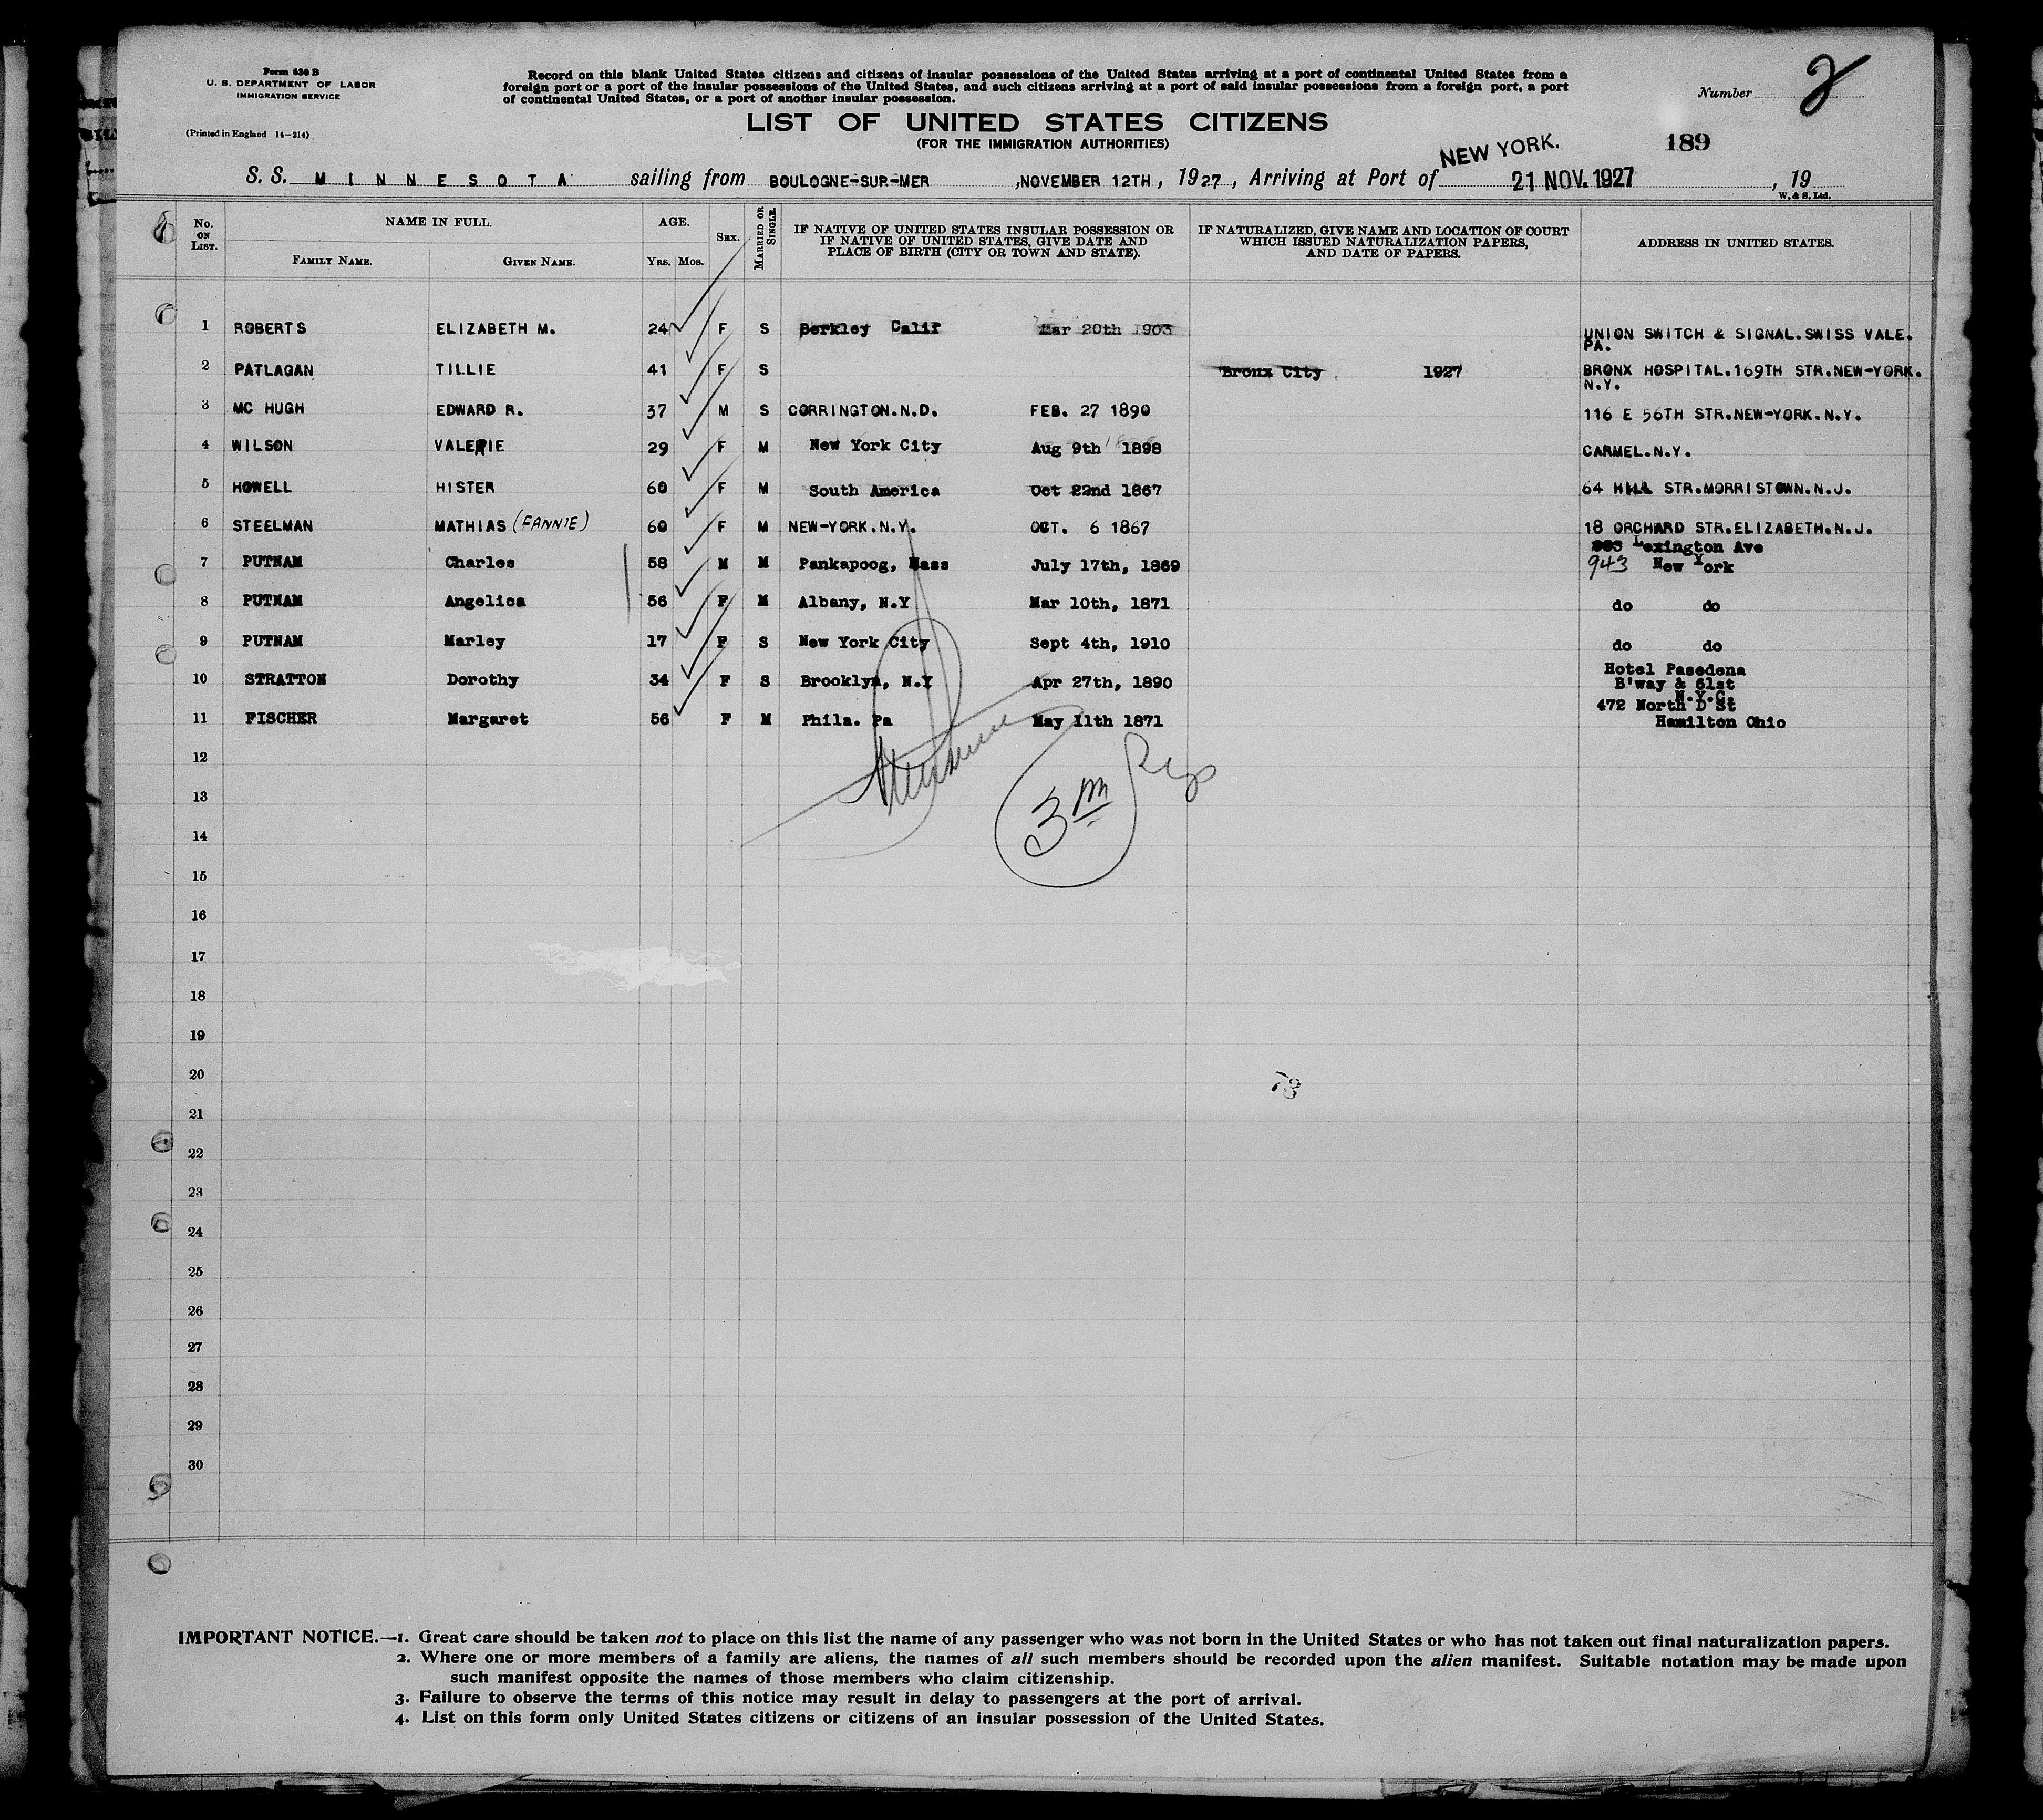 Form 630 B
U. S. DEPARTMENT OF LABOR
IMMIGRATION SERVICE
(Printed in England 14-214)
Record on this blank United States citizens and citizens of insular possessions of the United States arriving at a port of continental United States from a
foreign port or a port of the insular possessions of the United States, and such citizens arriving at a port of said insular possessions from a foreign port, a port
of continental United States, or a port of another insular possession.
Number 2
LIST OF UNITED STATES CITIZENS
(FOR THE IMMIGRATION AUTHORITIES)
189
S. S. MINNESOTA sailing from BOULOGNE-SUR-MER, NOVEMBER 12TH, 1927, Arriving at Port of NEW YORK. 21 NOV. 1927, 19
W. & S. Ltd.
No. ON LIST. NAME IN FULL. FAMILY NAME. GIVEN NAME. AGE. YRS. MOS. SEX. MARRIED OR SINGLE. IF NATIVE OF UNITED STATES INSULAR POSSESSION OR IF NATIVE OF UNITED STATES, GIVE DATE AND PLACE OF BIRTH (CITY OR TOWN AND STATE). IF NATURALIZED, GIVE NAME AND LOCATION OF COURT WHICH ISSUED NATURALIZATION PAPERS, AND DATE OF PAPERS. ADDRESS IN UNITED STATES.
1 ROBERTS ELIZABETH M. 24 F S Berkley Calif Mar 20th 1903 UNION SWITCH & SIGNAL.SWISS VALE. PA.
2 PATLAGAN TILLIE 41 F S Bronx City 1927 BRONX HOSPITAL.169TH STR.NEW-YORK. N.Y.
3 MC HUGH EDWARD R. 37 M S CORRINGTON.N.D. FEB. 27 1890 116 E 56TH STR.NEW-YORK.N.Y.
4 WILSON VALERIE 29 F M New York City Aug 9th 1898 CARMEL.N.Y.
5 HOWELL HISTER 60 F M South America Oct 22nd 1867 64 HILL STR.MORRISTOWN.N.J.
6 STEELMAN MATHIAS (FANNIE) 60 F M NEW-YORK.N.Y. OCT. 6 1867 18 ORCHARD STR.ELIZABETH.N.J.
7 PUTNAM Charles 58 M M Pankapoog, Mass July 17th, 1869 903 Lexington Ave 943 New York
8 PUTNAM Angelica 56 F M Albany, N.Y Mar 10th, 1871 do do
9 PUTNAM Marley 17 F S New York City Sept 4th, 1910 do do
10 STRATTON Dorothy 34 F S Brooklyn, N.Y Apr 27th, 1890 Hotel Pasedena B'way & 61st N.Y.C.
11 FISCHER Margaret 56 F M Phila. Pa May 11th 1871 472 North D St Hamilton Ohio
12
3m
13
14
15
16
17
18
19
20
73
21
22
23
24
25
26
27
28
29
30
IMPORTANT NOTICE.—1. Great care should be taken not to place on this list the name of any passenger who was not born in the United States or who has not taken out final naturalization papers.
2. Where one or more members of a family are aliens, the names of all such members should be recorded upon the alien manifest. Suitable notation may be made upon
such manifest opposite the names of those members who claim citizenship.
3. Failure to observe the terms of this notice may result in delay to passengers at the port of arrival.
4. List on this form only United States citizens or citizens of an insular possession of the United States.